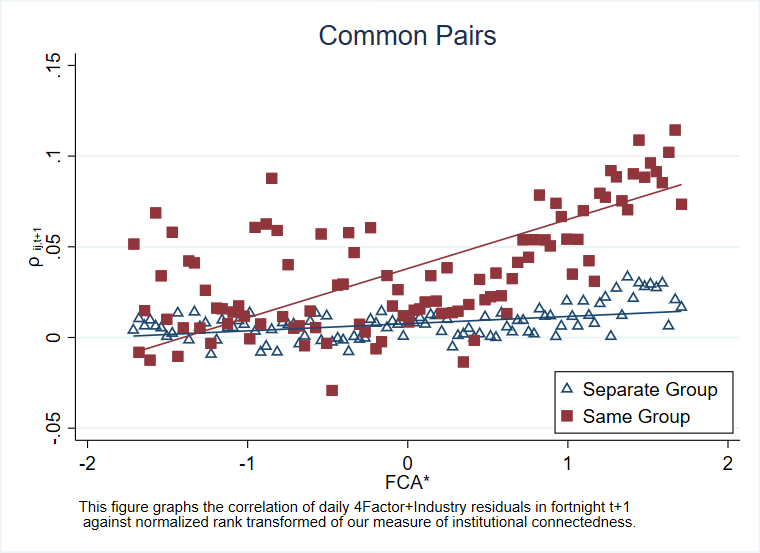 Common Pairs
.15
.1
.05
0
-.05
ρ ij,t+1
-2
-1
0
1
2
FCA*
Separate Group
Same Group
This figure graphs the correlation of daily 4Factor+Industry residuals in fortnight t+1
against normalized rank transformed of our measure of institutional connectedness.